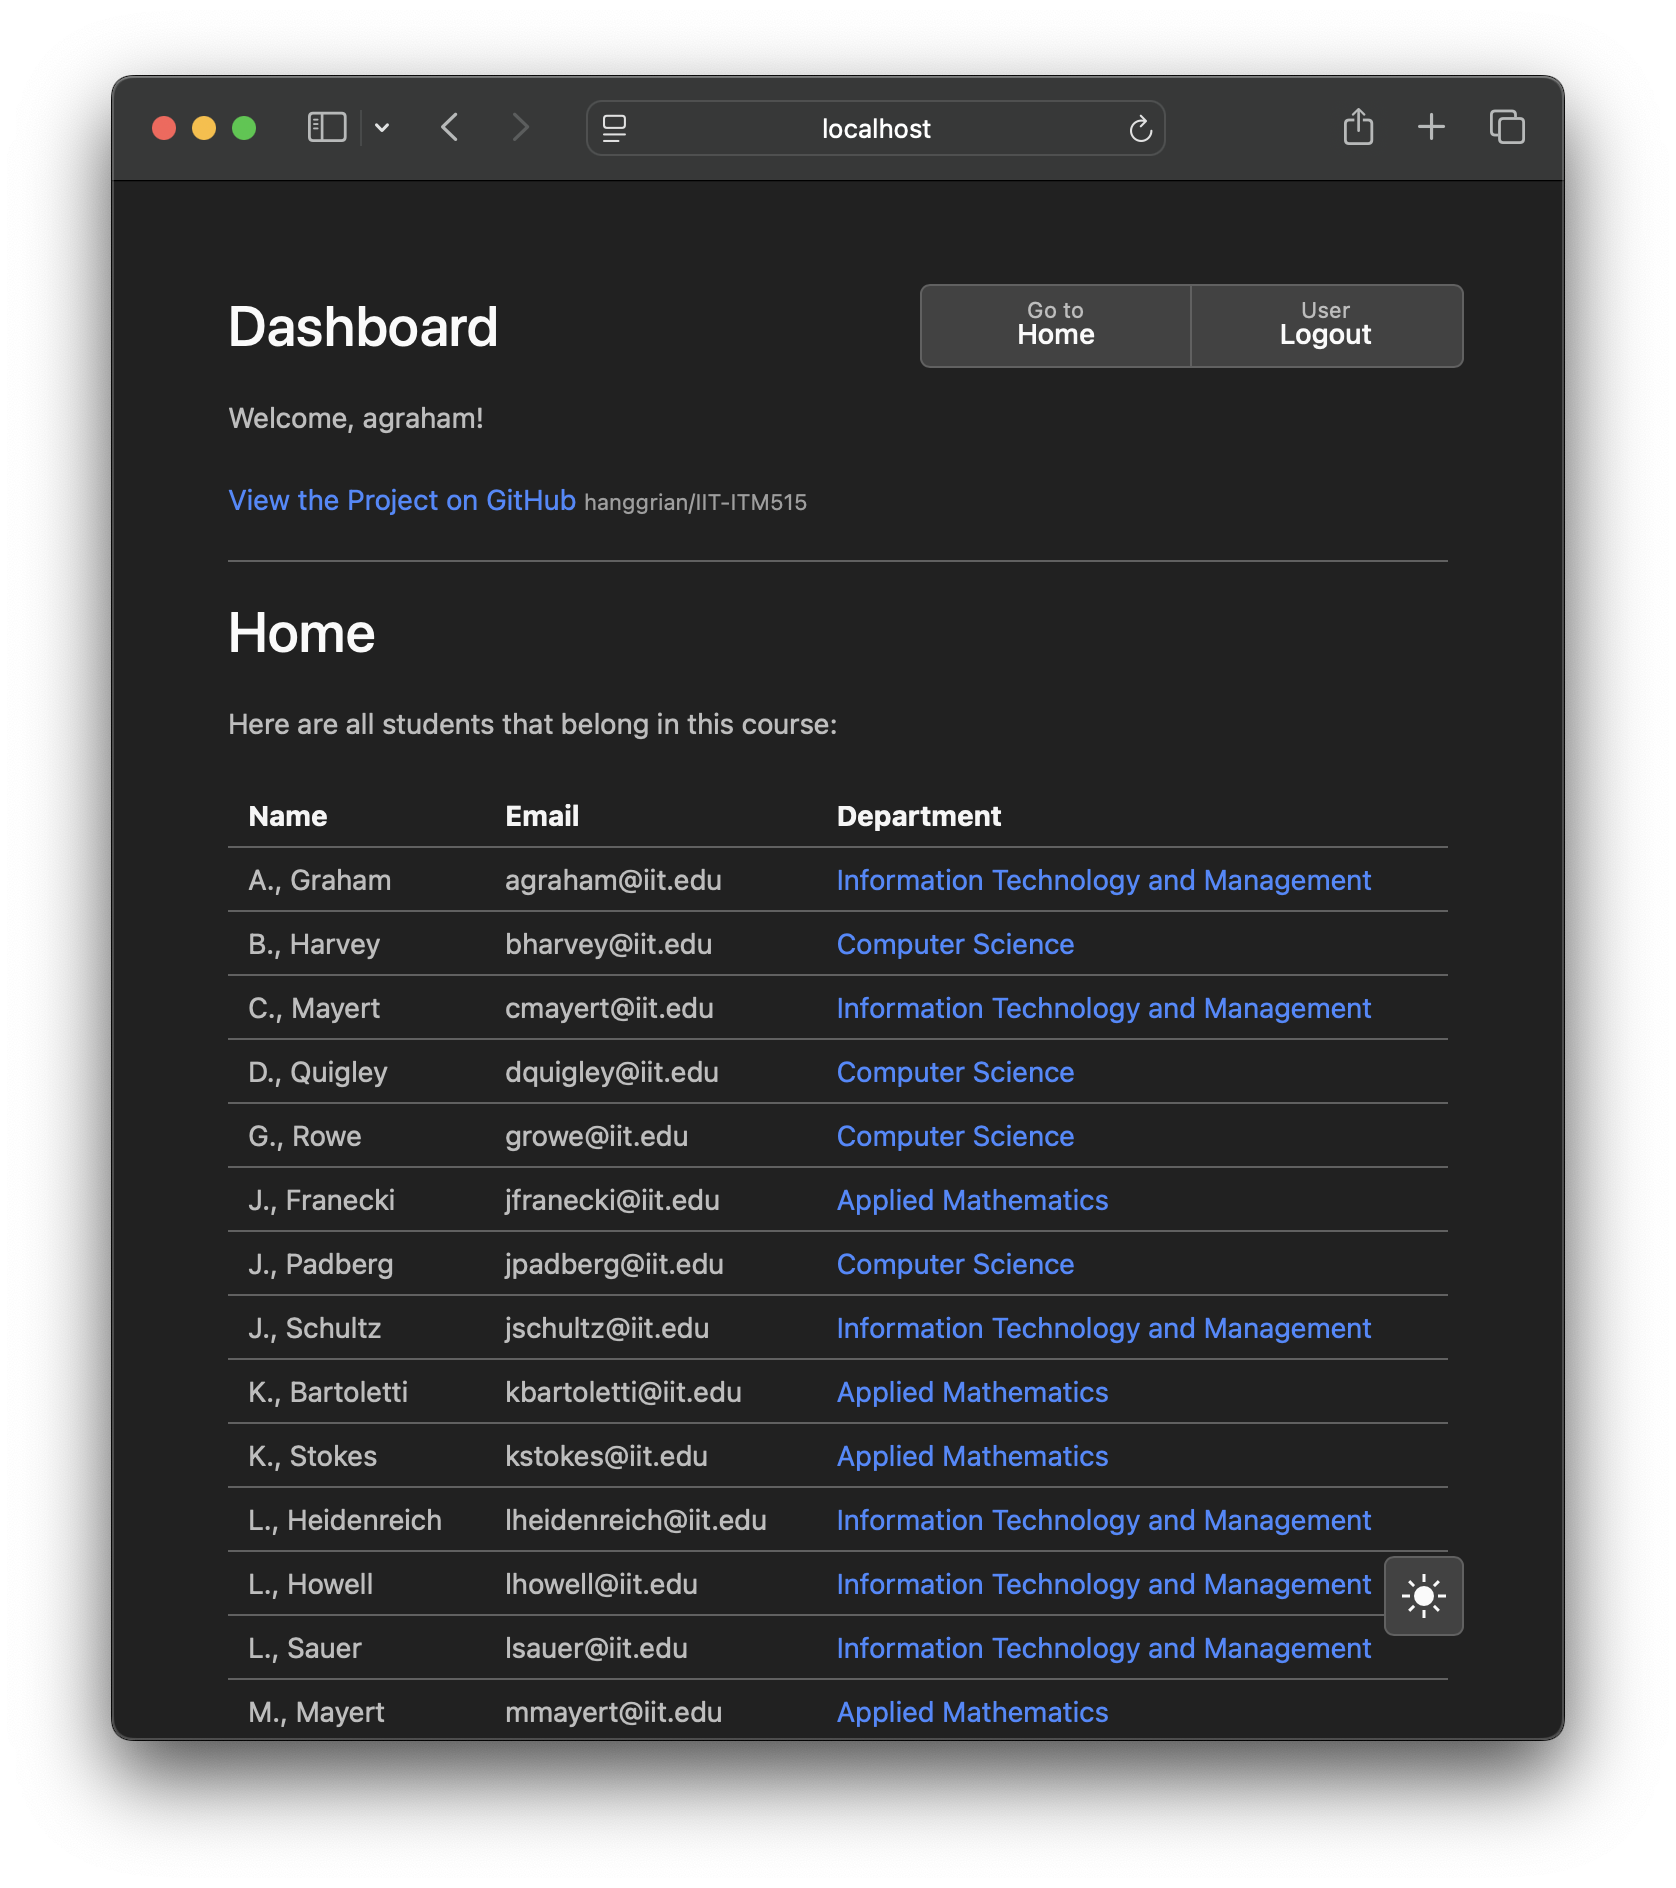 localhost
Dashboard
Go to
Home
User
Logout
Welcome, agraham!
View the Project on GitHub hanggrian/IIT-ITM515
Home
Here are all students that belong in this course:
Name Email Department
A., Graham agraham@iit.edu Information Technology and Management
B., Harvey bharvey@iit.edu Computer Science
C., Mayert cmayert@iit.edu Information Technology and Management
D., Quigley dquigley@iit.edu Computer Science
G., Rowe growe@iit.edu Computer Science
J., Franecki jfranecki@iit.edu Applied Mathematics
J., Padberg jpadberg@iit.edu Computer Science
J., Schultz jschultz@iit.edu Information Technology and Management
K., Bartoletti kbartoletti@iit.edu Applied Mathematics
K., Stokes kstokes@iit.edu Applied Mathematics
L., Heidenreich lheidenreich@iit.edu Information Technology and Management
L., Howell lhowell@iit.edu Information Technology and Management
L., Sauer lsauer@iit.edu Information Technology and Management
M., Mayert mmayert@iit.edu Applied Mathematics